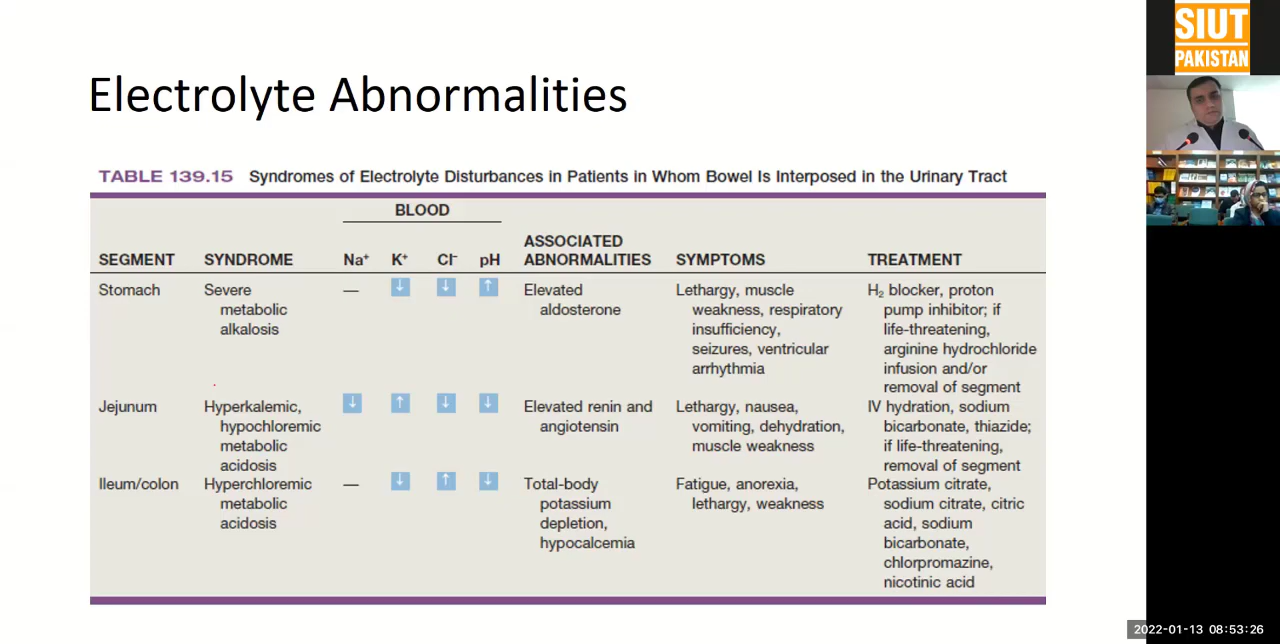 Electrolyte Abnormalities
TABLE 139.15 Syndromes of Electrolyte Disturbances in Patients in Whom Bowel Is Interposed in the Urinary Tract
BLOOD
SEGMENT SYNDROME Na⁺ K⁺ Cl⁻ pH ASSOCIATED ABNORMALITIES SYMPTOMS TREATMENT
Stomach Severe — ↓ ↓ ↑ Elevated Lethargy, muscle H₂ blocker, proton
metabolic aldosterone weakness, respiratory pump inhibitor; if
alkalosis insufficiency, life-threatening,
seizures, ventricular arginine hydrochloride
arrhythmia infusion and/or
removal of segment
Jejunum Hyperkalemic, ↓ ↑ ↓ ↓ Elevated renin and Lethargy, nausea, IV hydration, sodium
hypochloremic angiotensin vomiting, dehydration, bicarbonate, thiazide;
metabolic muscle weakness if life-threatening,
acidosis removal of segment
Ileum/colon Hyperchloremic — ↓ ↑ ↓ Total-body Fatigue, anorexia, Potassium citrate,
metabolic potassium lethargy, weakness sodium citrate, citric
acidosis depletion, acid, sodium
hypocalcemia bicarbonate,
chlorpromazine,
nicotinic acid
SIUT
PAKISTAN
2022-01-13 08:53:26